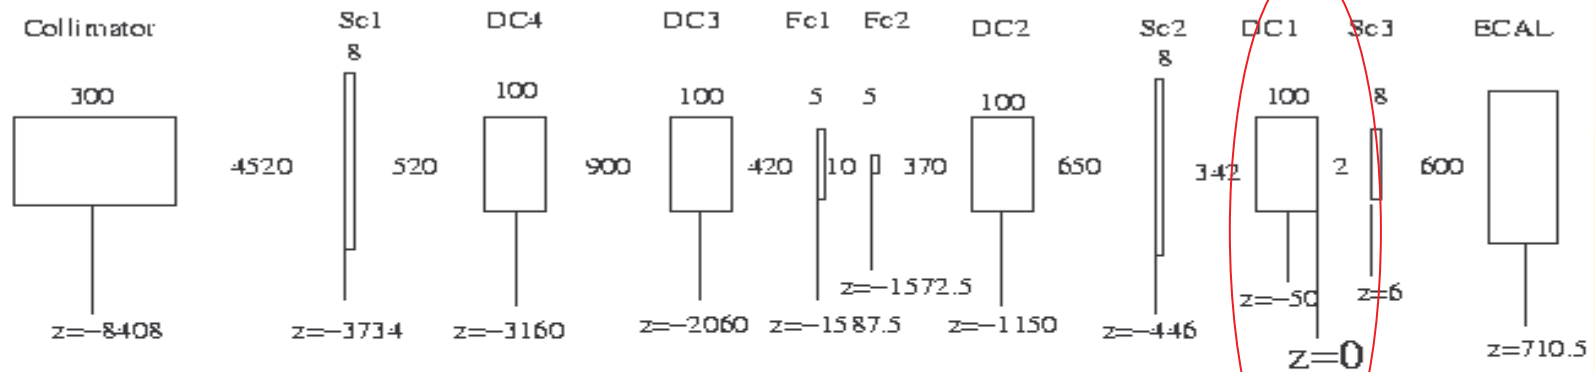 Collimator Sc1 DC4 DC3 Fc1 Fc2 DC2 Sc2 DC1 Sc3 ECAL
8 8
300 100 100 5 5 100 100 8
4520 520 900 420 10 370 650 342 2 600
z=-1572.5 z=-50 z=6
z=-8408 z=-3734 z=-3160 z=-2060 z=-1587.5 z=-1150 z=-446 z=0 z=710.5